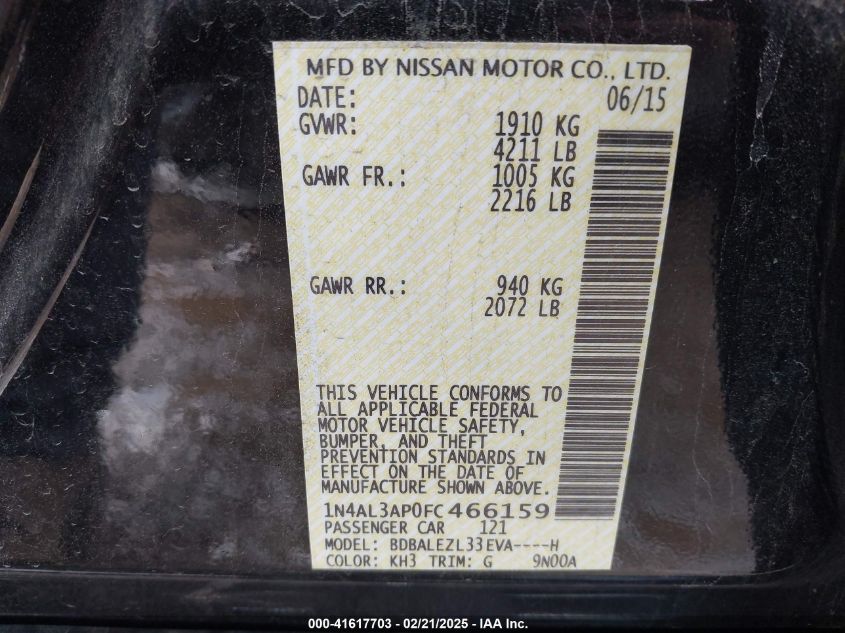 MFD BY NISSAN MOTOR CO., LTD.
DATE: 06/15
GVWR: 1910 KG
4211 LB
GAWR FR.: 1005 KG
2216 LB
GAWR RR.: 940 KG
2072 LB
THIS VEHICLE CONFORMS TO
ALL APPLICABLE FEDERAL
MOTOR VEHICLE SAFETY,
BUMPER, AND THEFT
PREVENTION STANDARDS IN
EFFECT ON THE DATE OF
MANUFACTURE SHOWN ABOVE.
1N4AL3AP0FC466159
PASSENGER CAR 121
MODEL: BDBALEZL33EVA----H
COLOR: KH3 TRIM: G 9N00A
000-41617703 - 02/21/2025 - IAA Inc.